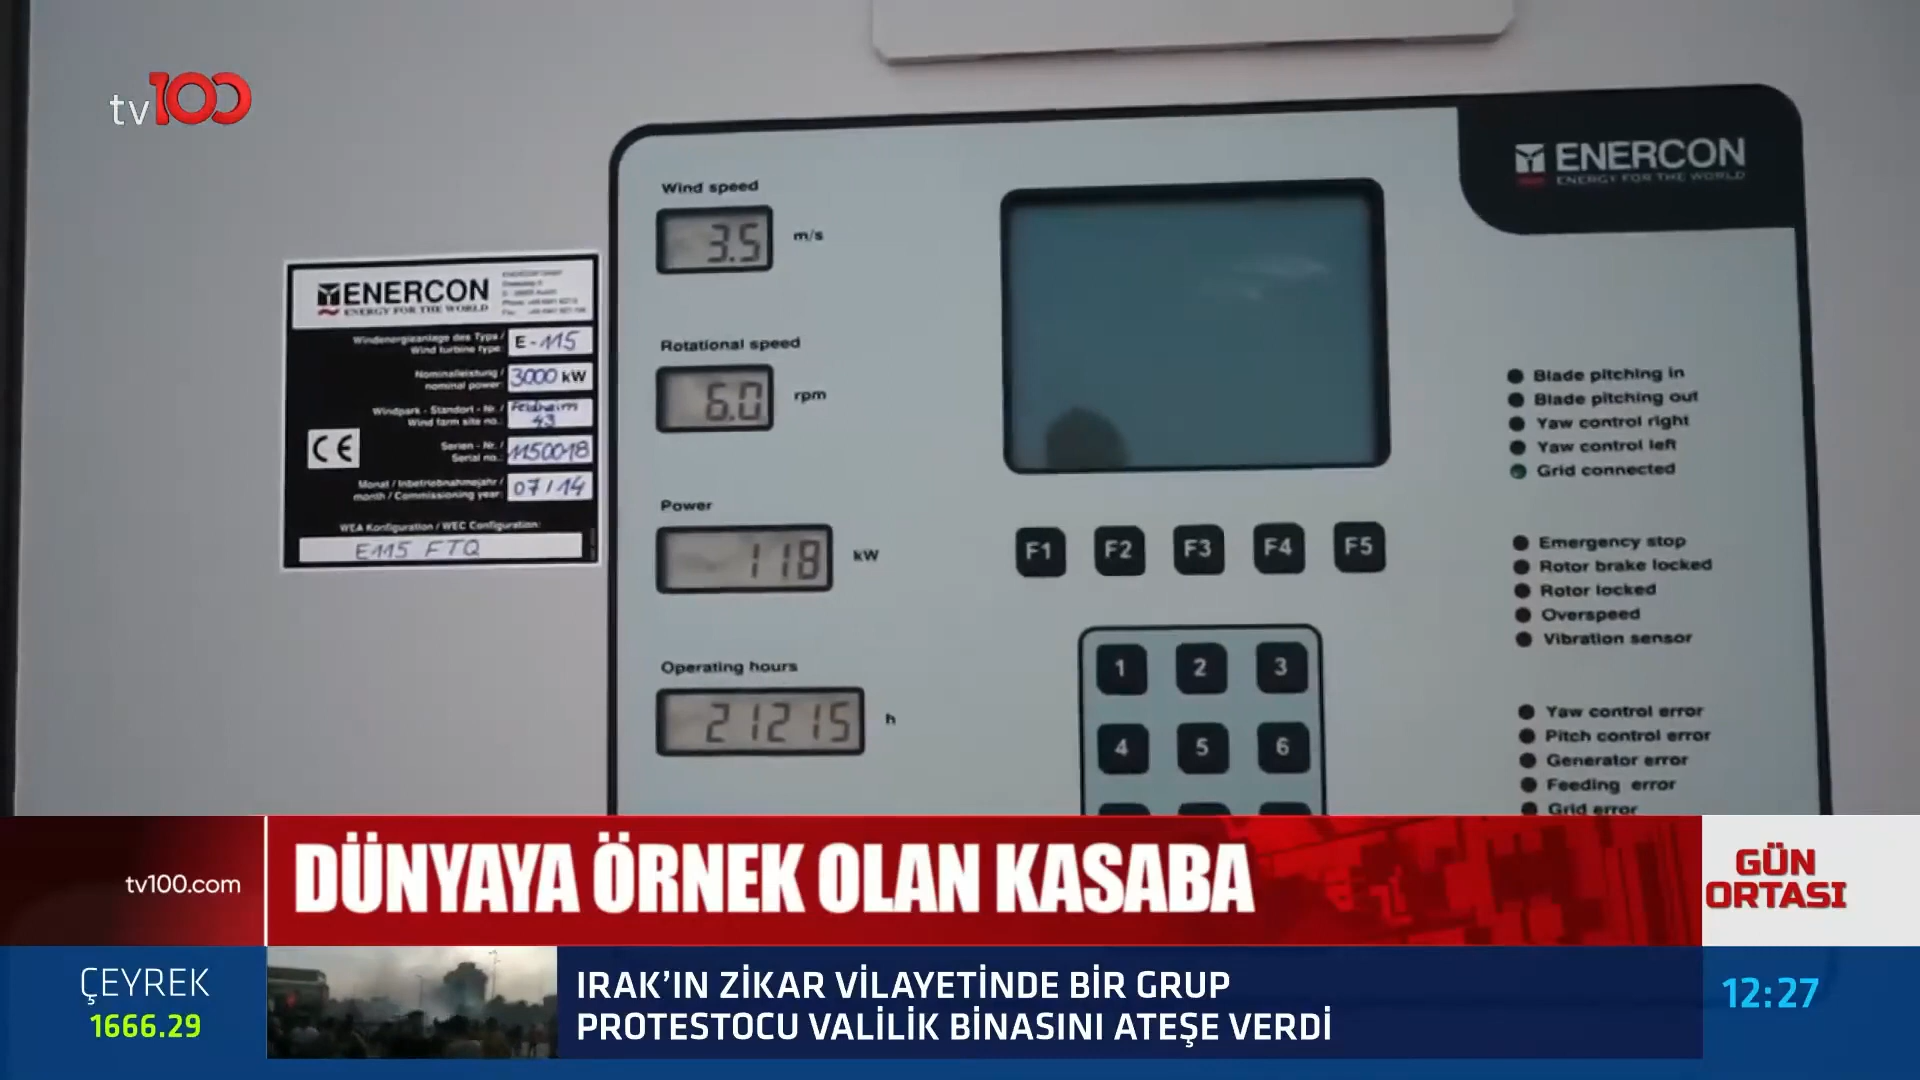 tv100
ENERCON
ENERGY FOR THE WORLD
Windenergieanlage des Typs /
Wind turbine type:
E-115
Nominalleistung /
nominal power:
3000 kW
Windpark - Standort - Nr. /
Wind farm site no.:
Feldheim
43
Serien - Nr. /
Serial no.:
1150018
Monat / Inbetriebnahmejahr /
month / Commissioning year:
07/14
CE
WEA Konfiguration / WEC Configuration:
E115 FTQ
Wind speed
3.5 m/s
Rotational speed
6.0 rpm
Power
118 kW
Operating hours
21215 h
ENERCON
ENERGY FOR THE WORLD
F1 F2 F3 F4 F5
1 2 3
4 5 6
Blade pitching in
Blade pitching out
Yaw control right
Yaw control left
Grid connected
Emergency stop
Rotor brake locked
Rotor locked
Overspeed
Vibration sensor
Yaw control error
Pitch control error
Generator error
Feeding error
Grid error
tv100.com
DÜNYAYA ÖRNEK OLAN KASABA
GÜN
ORTASI
ÇEYREK
1666.29
IRAK'IN ZİKAR VİLAYETİNDE BİR GRUP
PROTESTOCU VALİLİK BİNASINI ATEŞE VERDİ
12:27